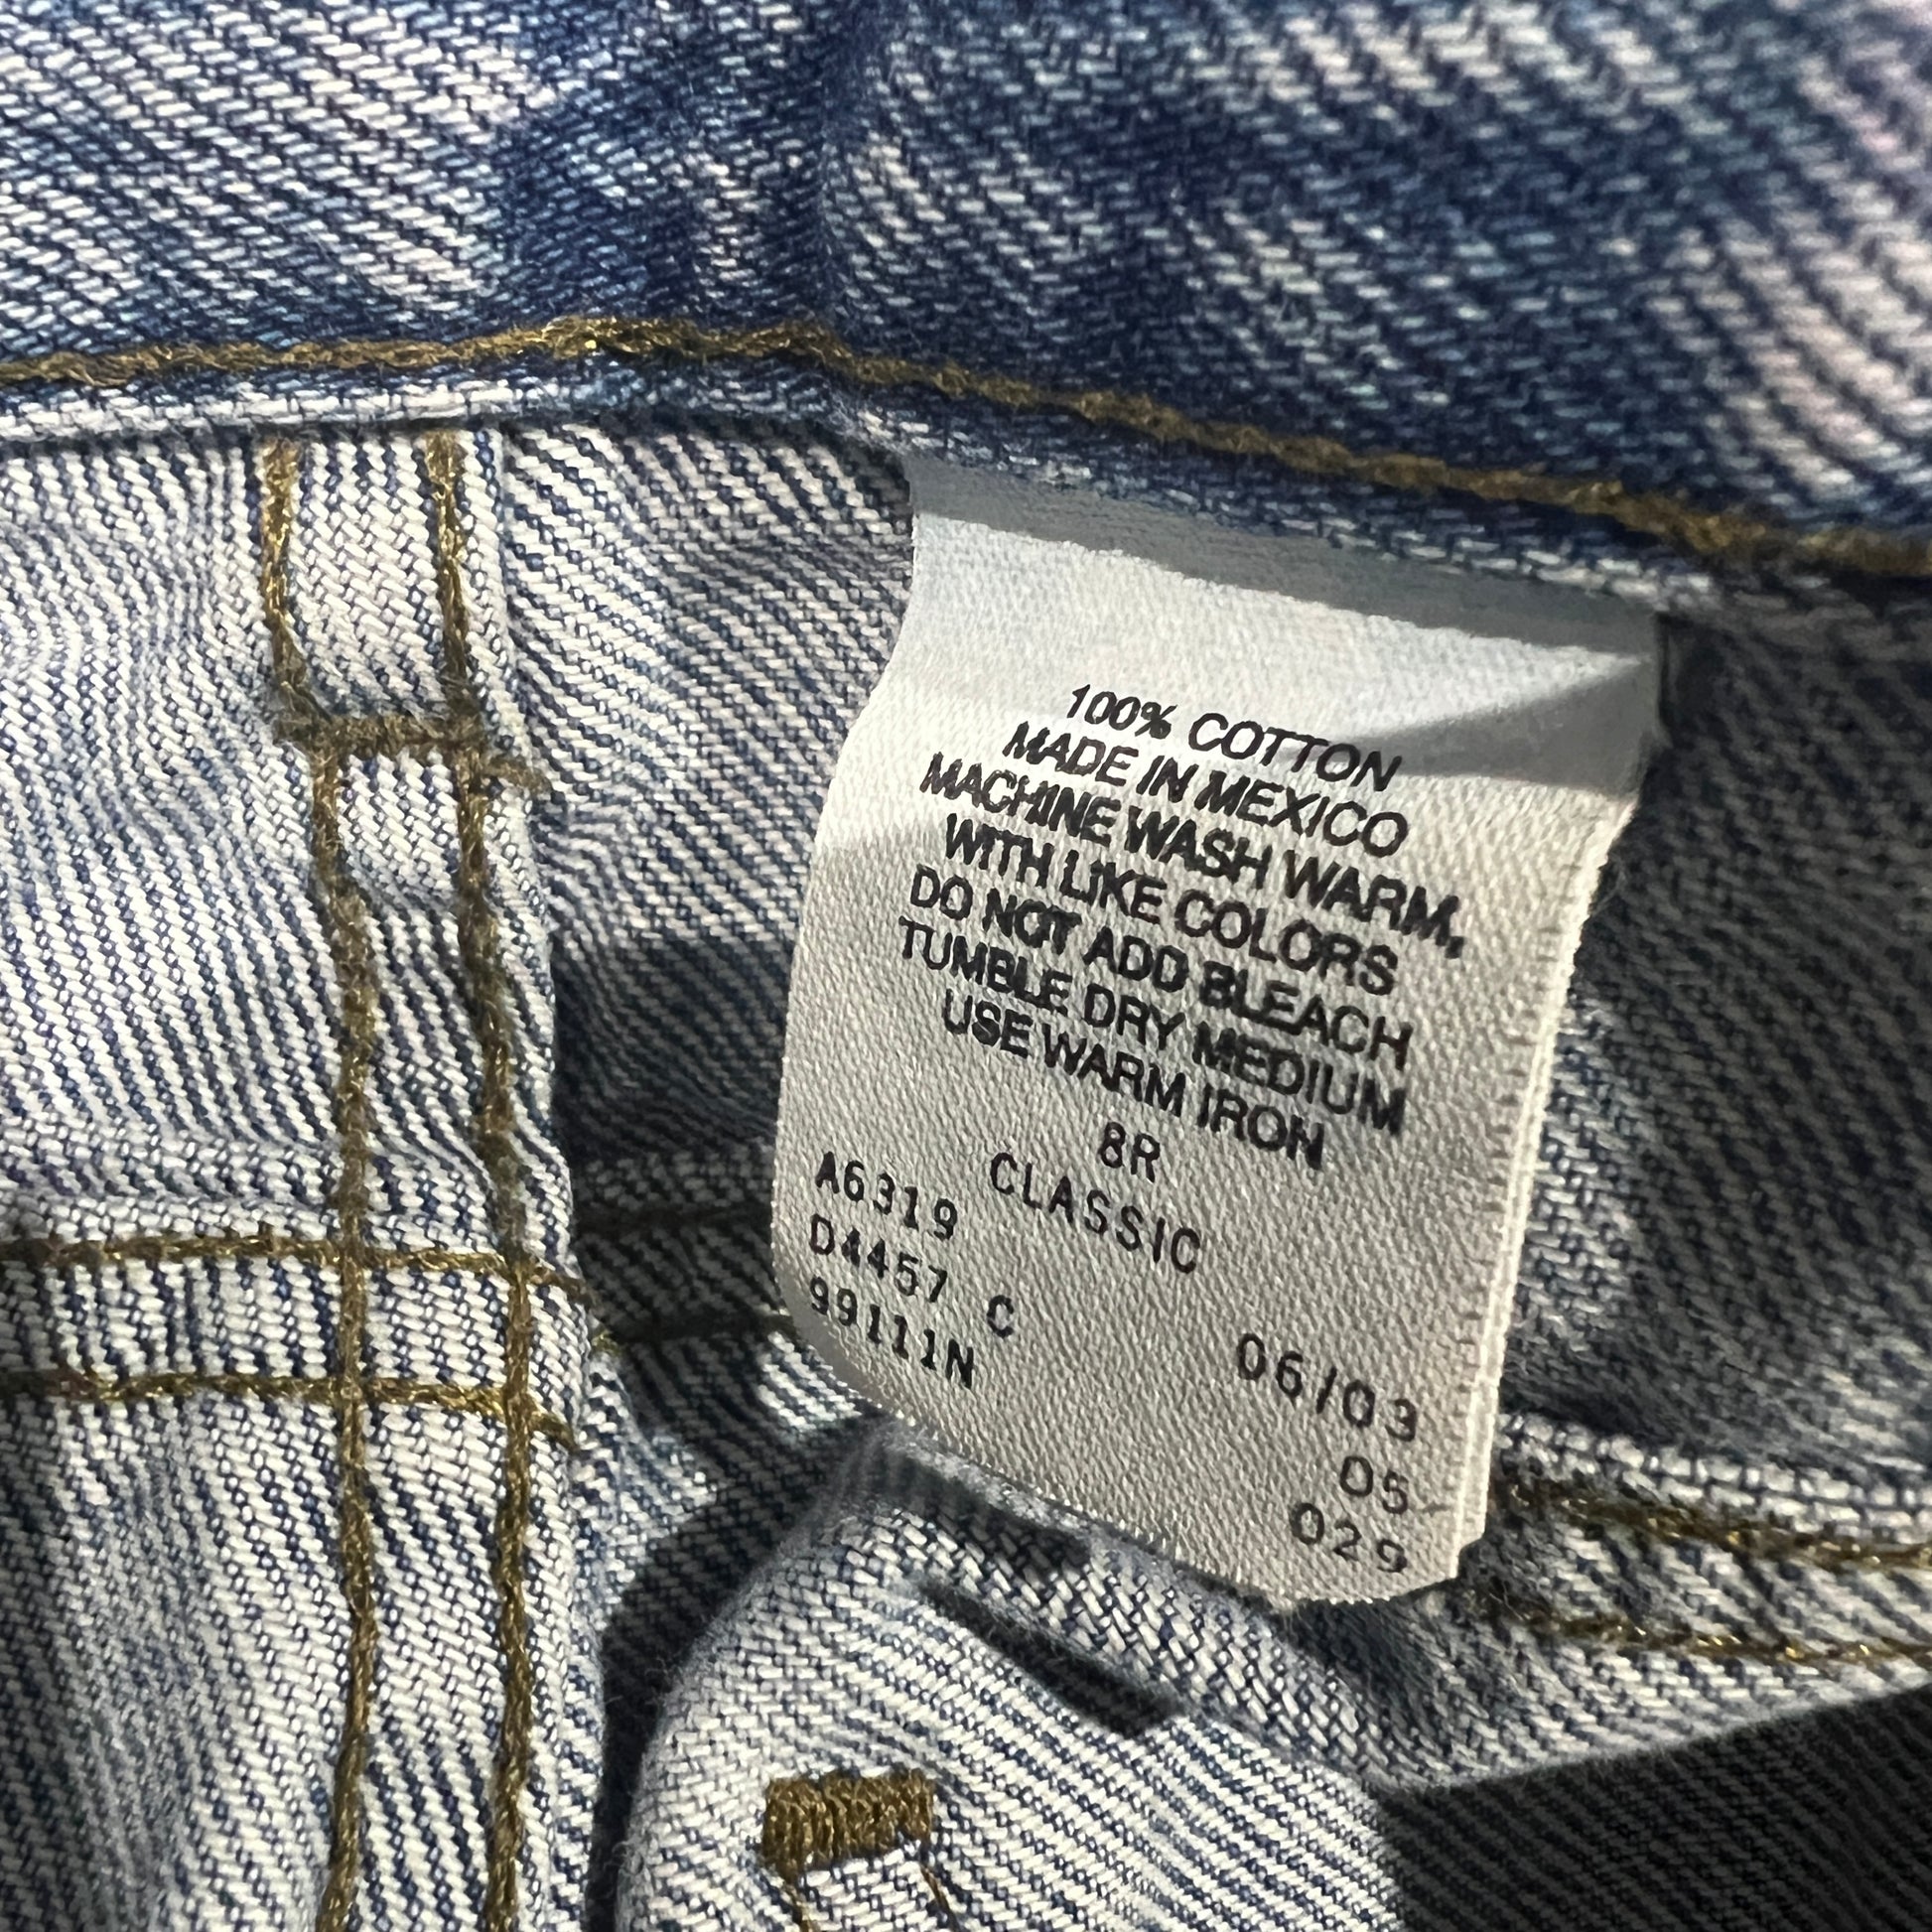 100% COTTON
MADE IN MEXICO
MACHINE WASH WARM,
WITH LIKE COLORS
DO NOT ADD BLEACH
TUMBLE DRY MEDIUM
USE WARM IRON
8R
CLASSIC
A6319
D4457 C
99111N
06/03
05
029